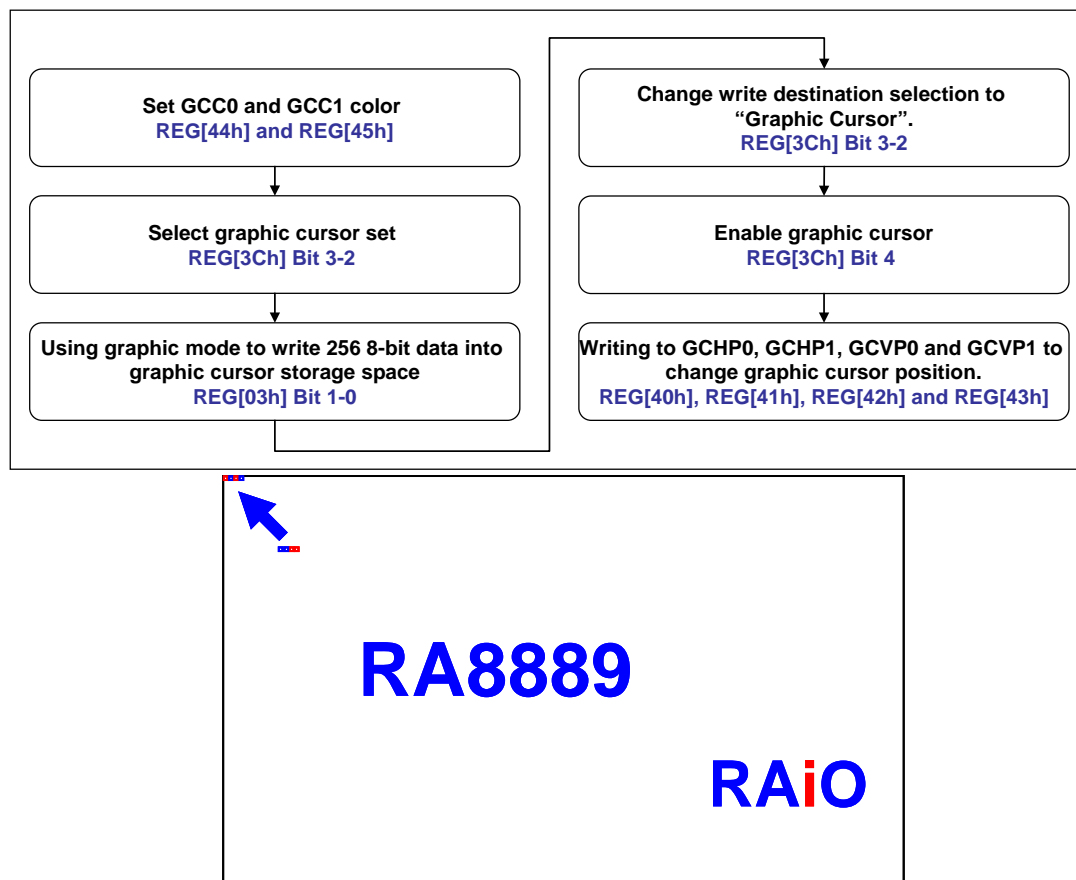 Set GCC0 and GCC1 color
REG[44h] and REG[45h]
Select graphic cursor set
REG[3Ch] Bit 3-2
Using graphic mode to write 256 8-bit data into
graphic cursor storage space
REG[03h] Bit 1-0
Change write destination selection to
“Graphic Cursor”.
REG[3Ch] Bit 3-2
Enable graphic cursor
REG[3Ch] Bit 4
Writing to GCHP0, GCHP1, GCVP0 and GCVP1 to
change graphic cursor position.
REG[40h], REG[41h], REG[42h] and REG[43h]
RA8889
RAiO